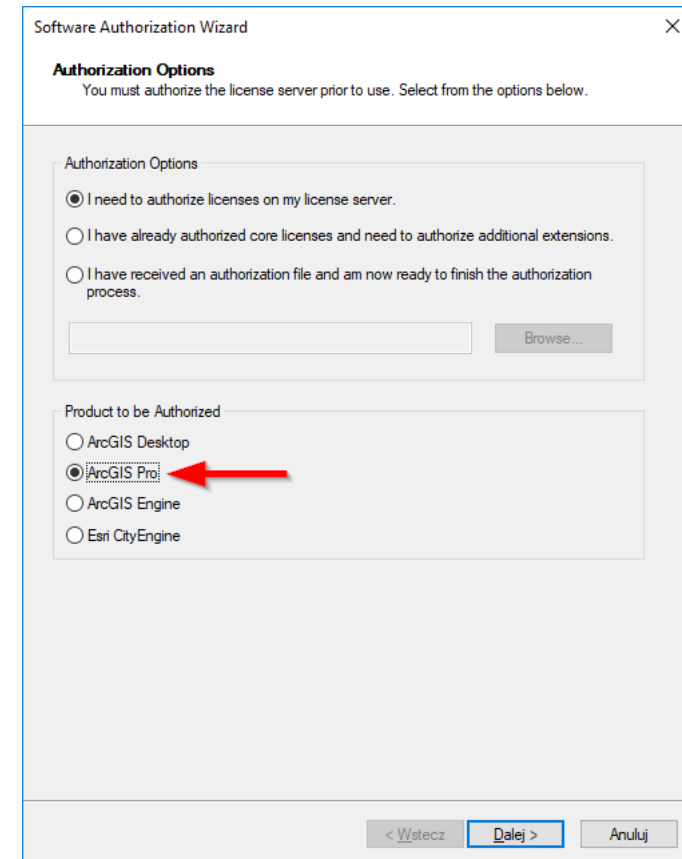 Software Authorization Wizard
Authorization Options
You must authorize the license server prior to use. Select from the options below.
Authorization Options
I need to authorize licenses on my license server.
I have already authorized core licenses and need to authorize additional extensions.
I have received an authorization file and am now ready to finish the authorization
process.
Browse...
Product to be Authorized
ArcGIS Desktop
ArcGIS Pro
ArcGIS Engine
Esri CityEngine
< Wstecz
Dalej >
Anuluj